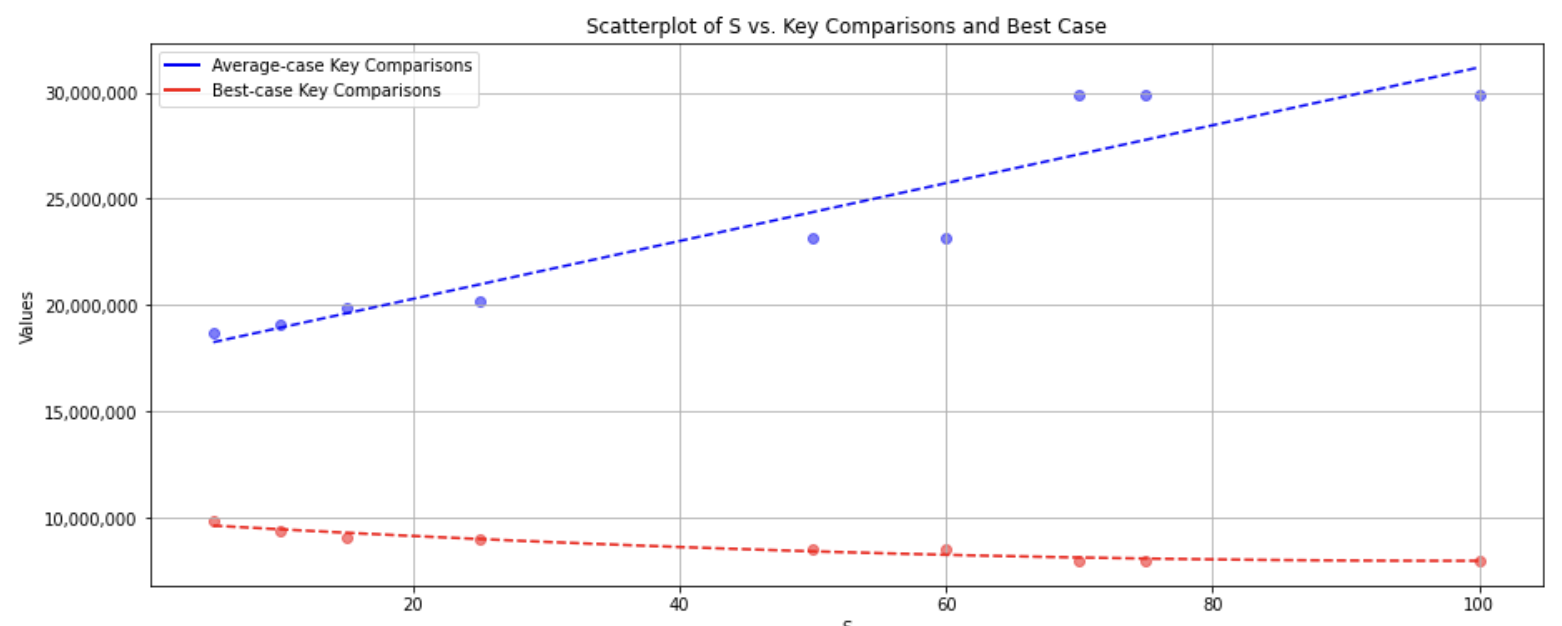 Scatterplot of S vs. Key Comparisons and Best Case
Average-case Key Comparisons
Best-case Key Comparisons
Values
30,000,000
25,000,000
20,000,000
15,000,000
10,000,000
20 40 60 80 100